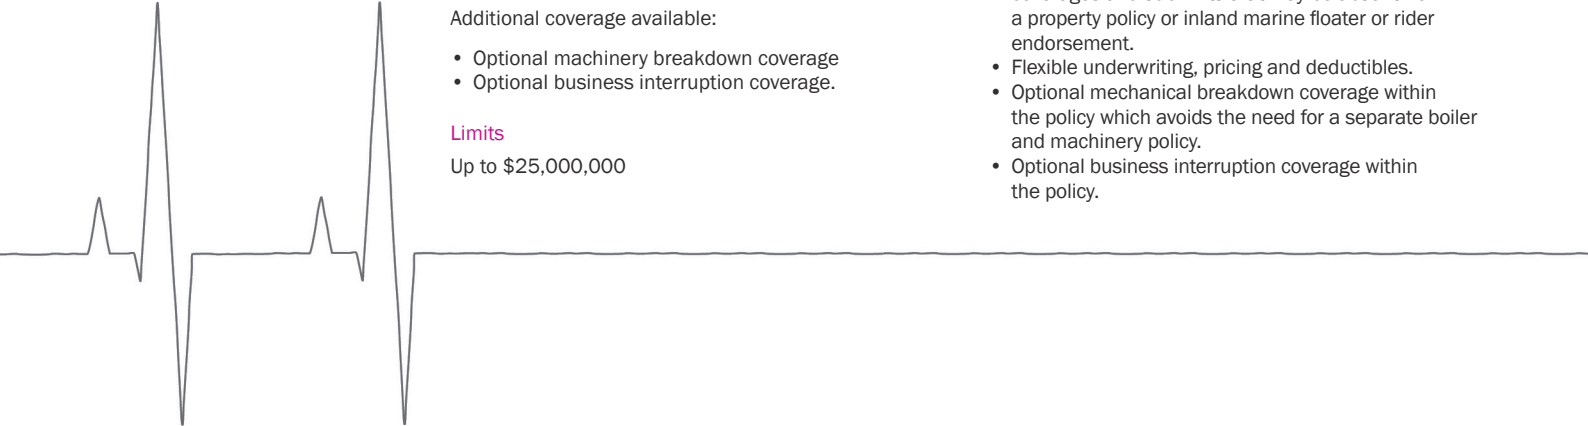 Additional coverage available:
• Optional machinery breakdown coverage
• Optional business interruption coverage.
Limits
Up to $25,000,000
a property policy or inland marine floater or rider
endorsement.
• Flexible underwriting, pricing and deductibles.
• Optional mechanical breakdown coverage within
the policy which avoids the need for a separate boiler
and machinery policy.
• Optional business interruption coverage within
the policy.